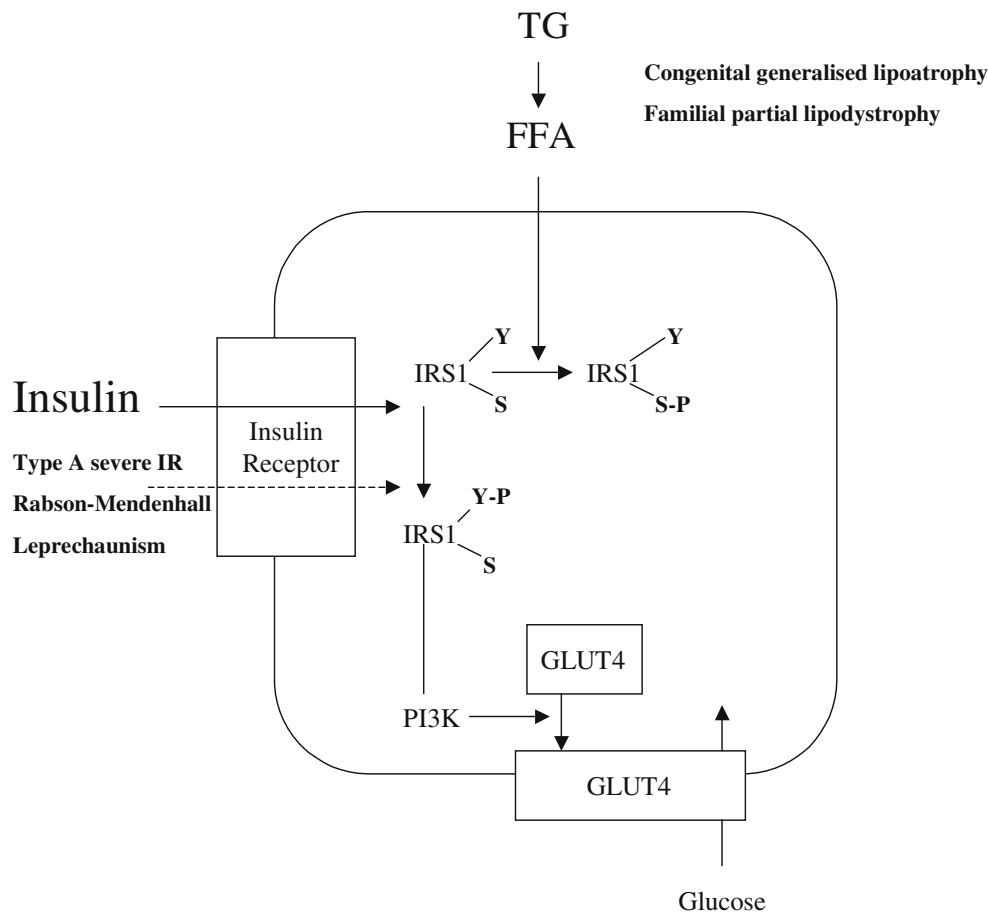 TG
Congenital generalised lipoatrophy
Familial partial lipodystrophy
FFA
Y
IRS1
S
Y
IRS1
S-P
Insulin
Insulin
Receptor
Type A severe IR
Rabson-Mendenhall
Leprechaunism
Y-P
IRS1
S
GLUT4
PI3K
GLUT4
Glucose